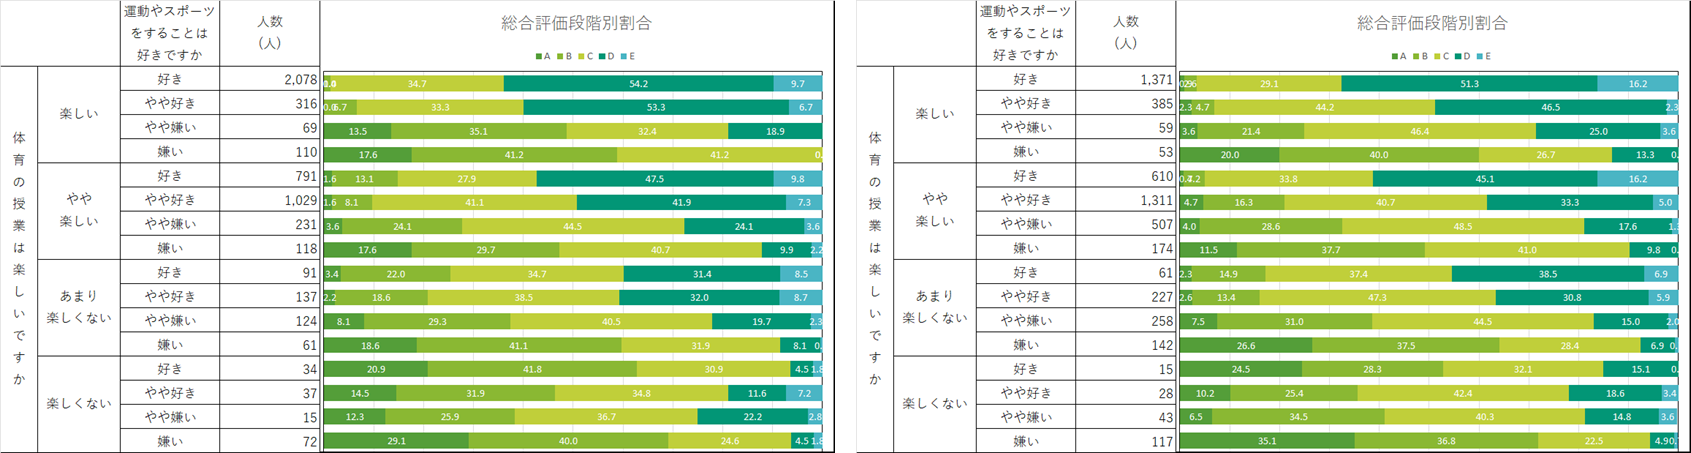 運動やスポーツ
をすることは
好きですか
人数
(人)
総合評価段階別割合
A B C D E
体育の授業は楽しいですか
楽しい
好き 2,078 34.7 54.2 9.7
やや好き 316 6.7 33.3 53.3 6.7
やや嫌い 69 13.5 35.1 32.4 18.9
嫌い 110 17.6 41.2 41.2 0.
やや
楽しい
好き 791 1.6 13.1 27.9 47.5 9.8
やや好き 1,029 1.6 8.1 41.1 41.9 7.3
やや嫌い 231 3.6 24.1 44.5 24.1 3.6
嫌い 118 17.6 29.7 40.7 9.9 2.2
あまり
楽しくない
好き 91 3.4 22.0 34.7 31.4 8.5
やや好き 137 2.2 18.6 38.5 32.0 8.7
やや嫌い 124 8.1 29.3 40.5 19.7 2.3
嫌い 61 18.6 41.1 31.9 8.1 0.
楽しくない
好き 34 20.9 41.8 30.9 4.5 1.8
やや好き 37 14.5 31.9 34.8 11.6 7.2
やや嫌い 15 12.3 25.9 36.7 22.2 2.8
嫌い 72 29.1 40.0 24.6 4.5 1.8
運動やスポーツ
をすることは
好きですか
人数
(人)
総合評価段階別割合
A B C D E
体育の授業は楽しいですか
楽しい
好き 1,371 29.1 51.3 16.2
やや好き 385 2.3 4.7 44.2 46.5 2.3
やや嫌い 59 3.6 21.4 46.4 25.0 3.6
嫌い 53 20.0 40.0 26.7 13.3 0.
やや
楽しい
好き 610 33.8 45.1 16.2
やや好き 1,311 4.7 16.3 40.7 33.3 5.0
やや嫌い 507 4.0 28.6 48.5 17.6
嫌い 174 11.5 37.7 41.0 9.8 0.
あまり
楽しくない
好き 61 2.3 14.9 37.4 38.5 6.9
やや好き 227 2.6 13.4 47.3 30.8 5.9
やや嫌い 258 7.5 31.0 44.5 15.0 2.0
嫌い 142 26.6 37.5 28.4 6.9 0.
楽しくない
好き 15 24.5 28.3 32.1 15.1 0.
やや好き 28 10.2 25.4 42.4 18.6 3.4
やや嫌い 43 6.5 34.5 40.3 14.8 3.6
嫌い 117 35.1 36.8 22.5 4.9